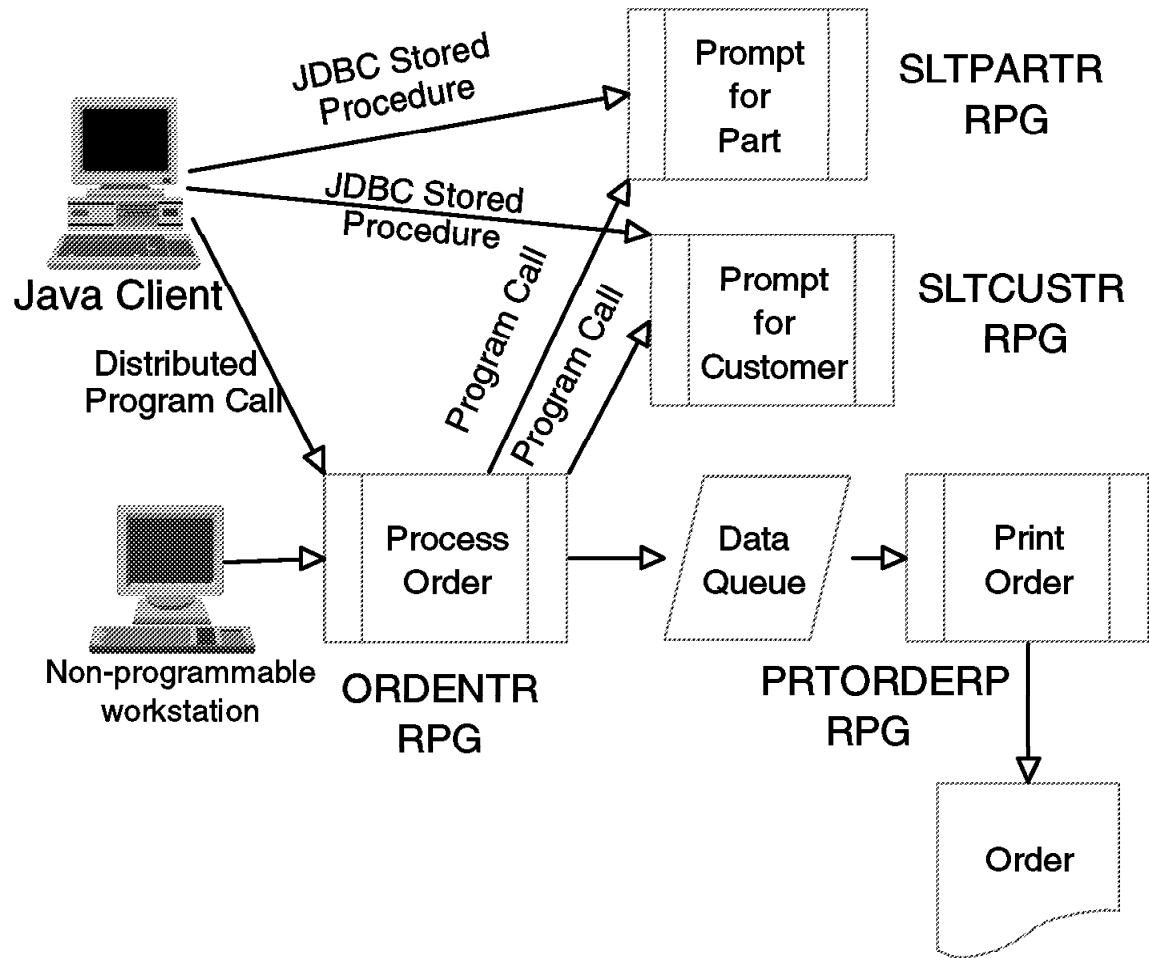 JDBC Stored
Procedure
Prompt
for
Part
SLTPARTR
RPG
JDBC Stored
Procedure
Java Client
Prompt
for
Customer
SLTCUSTR
RPG
Program Call
Program Call
Distributed
Program Call
Process
Order
Data
Queue
Print
Order
Non-programmable
workstation
ORDENTR
RPG
PRTORDERP
RPG
Order